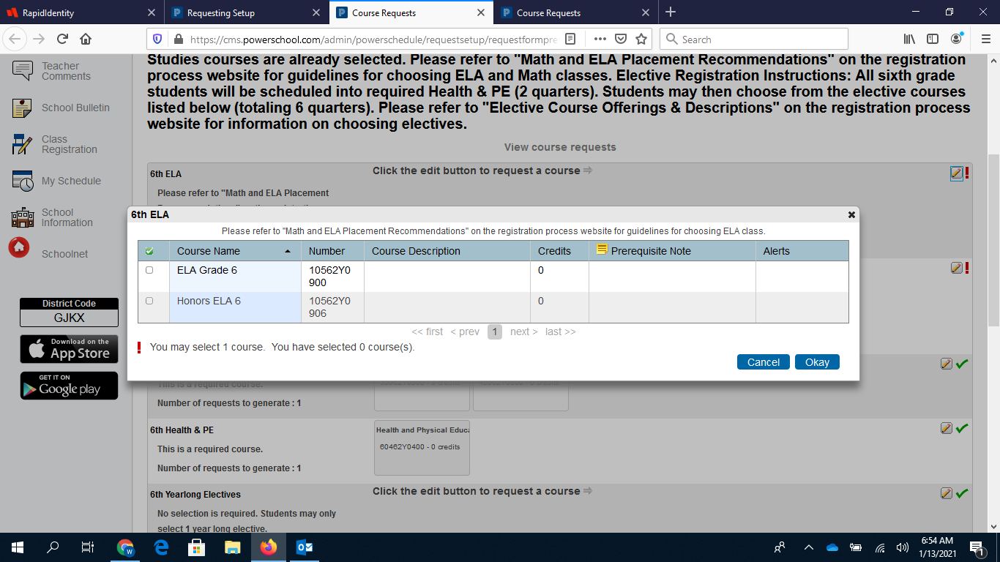 RapidIdentity
Requesting Setup
Course Requests
Course Requests
https://cms.powerschool.com/admin/powerschedule/requestsetup/requestformpre
Search
Teacher
Comments
School Bulletin
Class
Registration
My Schedule
School
Information
Schoolnet
District Code
GJKX
Download on the
App Store
GET IT ON
Google play
Studies courses are already selected. Please refer to "Math and ELA Placement Recommendations" on the registration
process website for guidelines for choosing ELA and Math classes. Elective Registration Instructions: All sixth grade
students will be scheduled into required Health & PE (2 quarters). Students may then choose from the elective courses
listed below (totaling 6 quarters). Please refer to "Elective Course Offerings & Descriptions" on the registration process
website for information on choosing electives.
View course requests
6th ELA
Click the edit button to request a course
Please refer to "Math and ELA Placement
6th ELA
Please refer to "Math and ELA Placement Recommendations" on the registration process website for guidelines for choosing ELA class.
Course Name Number Course Description Credits Prerequisite Note Alerts
ELA Grade 6 10562Y0 0
900
Honors ELA 6 10562Y0 0
906
<< first < prev 1 next > last >>
! You may select 1 course. You have selected 0 course(s).
Cancel Okay
This is a required course.
Number of requests to generate : 1
6th Health & PE
Health and Physical Educa
This is a required course.
60462Y0400 - 0 credits
Number of requests to generate : 1
6th Yearlong Electives
Click the edit button to request a course
No selection is required. Students may only
select 1 year long elective.
6:54 AM
1/13/2021
1